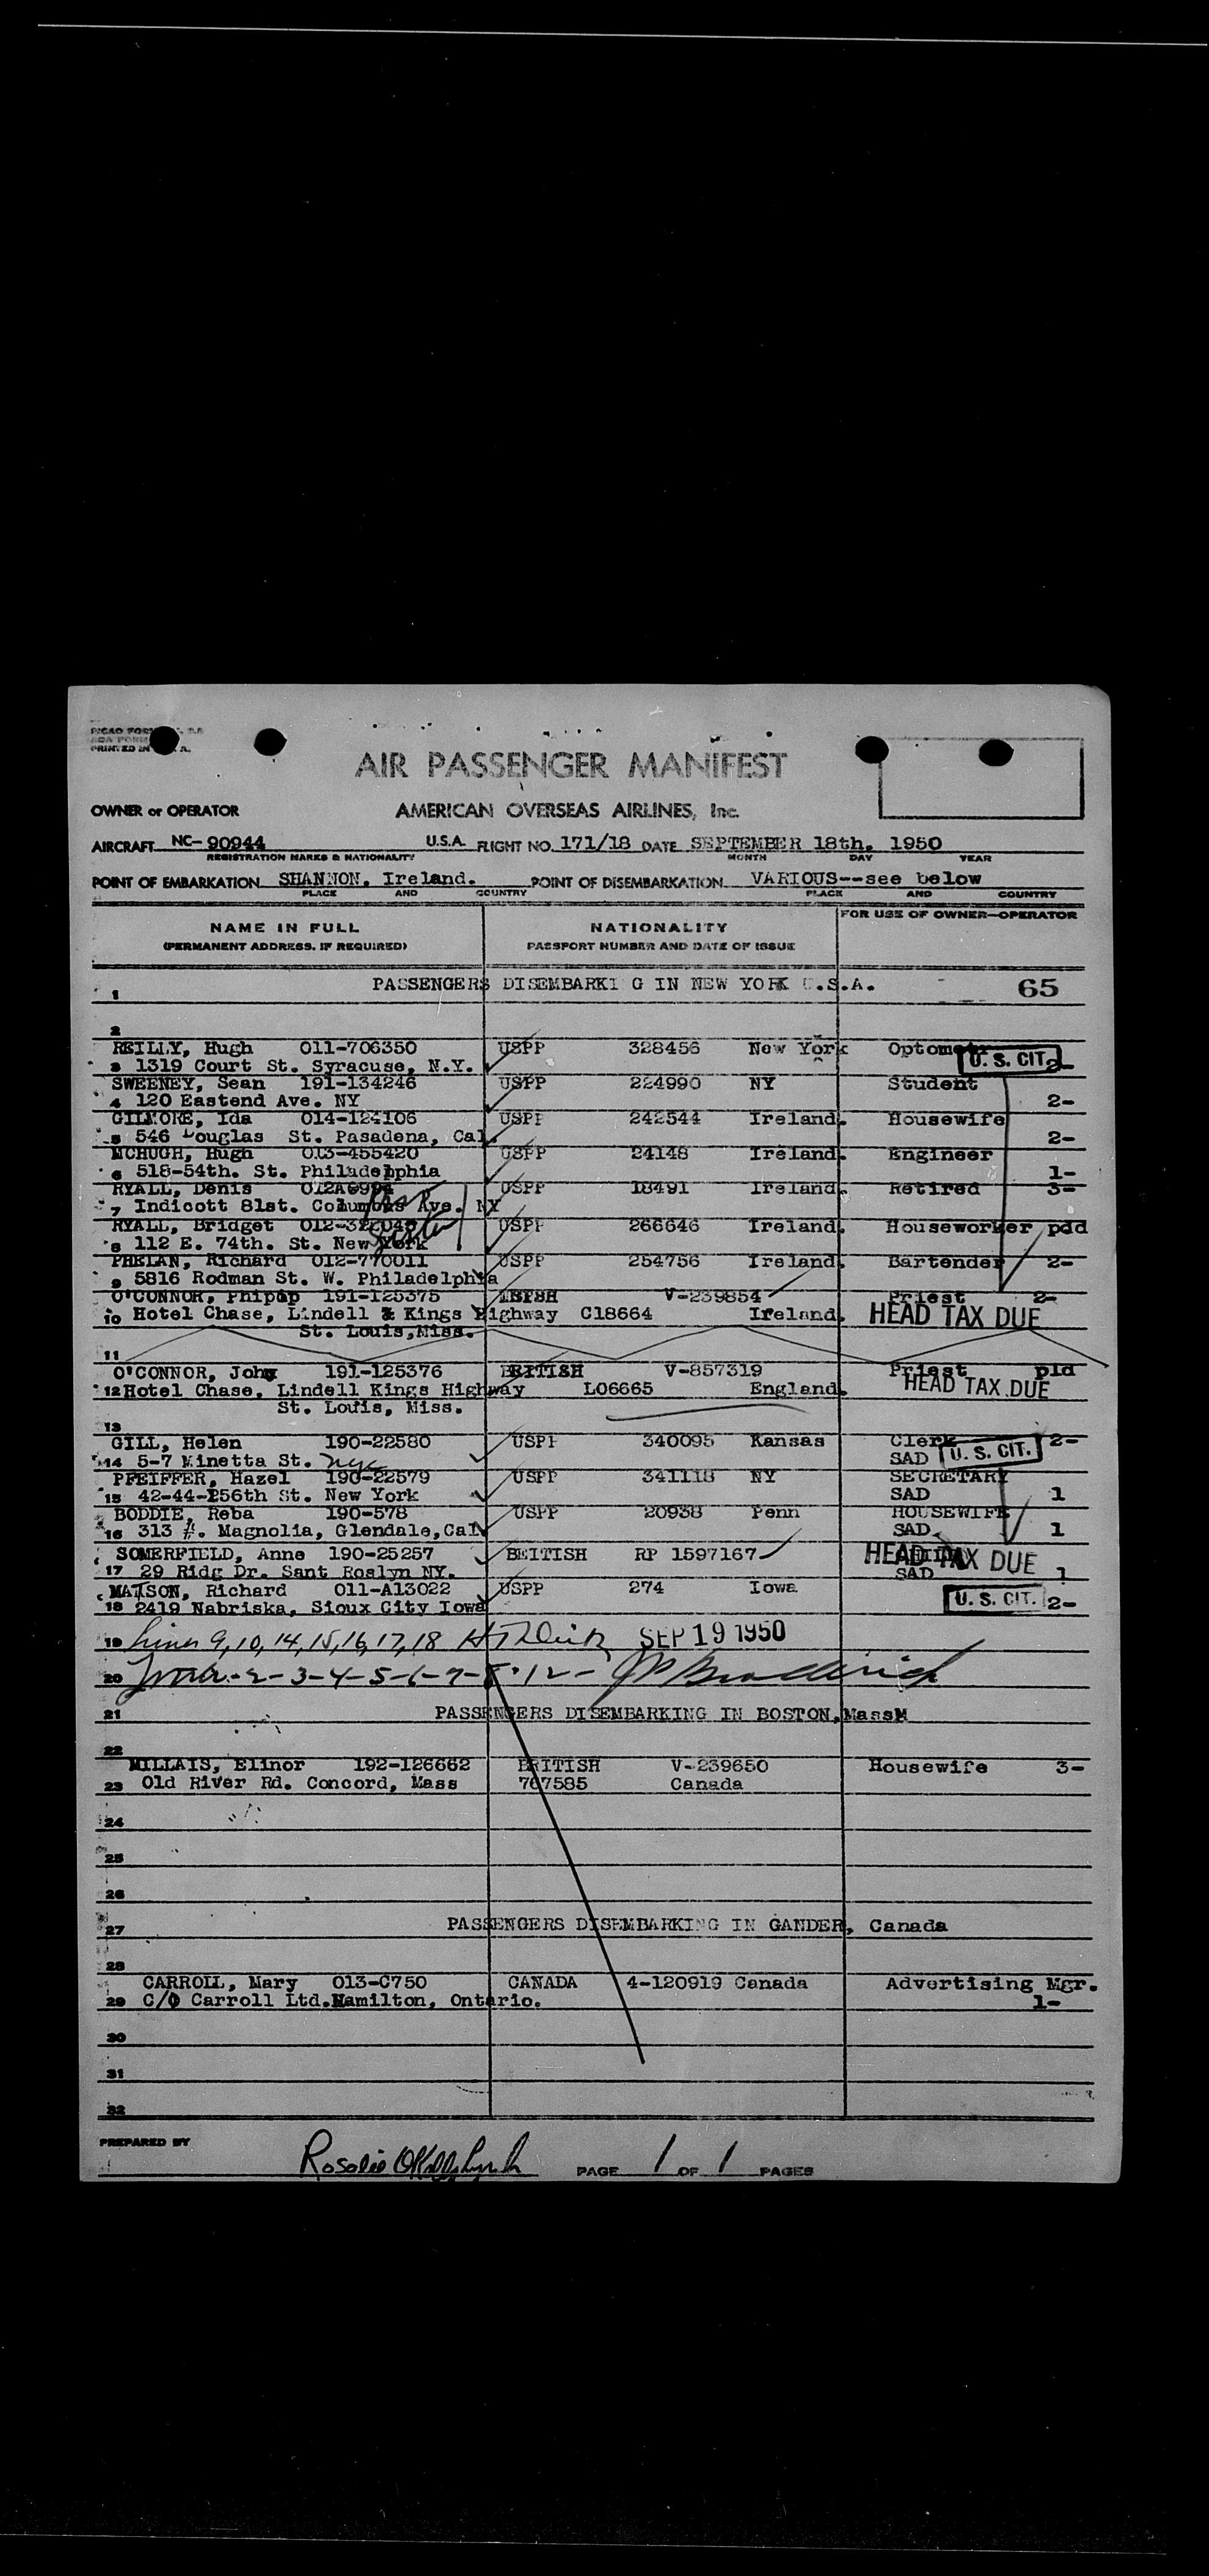 AIR PASSENGER MANIFEST
OWNER or OPERATOR AMERICAN OVERSEAS AIRLINES, Inc.
AIRCRAFT NC-90944 U.S.A. FLIGHT NO. 171/18 DATE SEPTEMBER 18th. 1950
REGISTRATION MARKS & NATIONALITY MONTH DAY YEAR
POINT OF EMBARKATION SHANNON, Ireland. POINT OF DISEMBARKATION VARIOUS--see below
PLACE AND COUNTRY PLACE AND COUNTRY
NAME IN FULL NATIONALITY FOR USE OF OWNER-OPERATOR
(PERMANENT ADDRESS, IF REQUIRED) PASSPORT NUMBER AND DATE OF ISSUE
1 PASSENGERS DISEMBARKI G IN NEW YORK U.S.A. 65
2
REILLY, Hugh 011-706350 USPP 328456 New York
3 1319 Court St. Syracuse, N.Y. U. S. CIT. 2-
SWEENEY, Sean 191-134246 USPP 224990 NY Student
4 120 Eastend Ave. NY 2-
GILMORE, Ida 014-124106 USPP 242544 Ireland. Housewife
5 546 Douglas St. Pasadena, Cal. 2-
MCHUGH, Hugh 013-455420 USPP 24148 Ireland. Engineer
6 518-54th. St. Philadelphia 1-
RYALL, Denis USPP 18491 Ireland. Retired 3-
7 Indicott 81st. Columbus Ave. NY
RYALL, Bridget USPP 266646 Ireland. Houseworker pdd
8 112 E. 74th. St. New York
PHELAN, Richard 012-770011 USPP 254756 Ireland. Bartender 2-
9 5816 Rodman St. W. Philadelphia
O'CONNOR, 191-125375 V-239854 Priest 2-
10 Hotel Chase, Lindell & Kings Highway C18664 Ireland. HEAD TAX DUE
St. Louis,Miss.
11
O'CONNOR, John 191-125376 BRITISH V-857319 Priest pld
12 Hotel Chase, Lindell Kings Highway L06665 England. HEAD TAX DUE
St. Louis, Miss.
13
GILL, Helen 190-22580 USPP 340095 Kansas Clerk 2-
14 5-7 Minetta St. nyc SAD U. S. CIT.
PFEIFFER, Hazel 190-22579 USPP 341118 NY SECRETARY
15 42-44-156th St. New York SAD 1
BODDIE, Reba 190-578 USPP 20938 Penn HOUSEWIFE
16 313 . Magnolia, Glendale,Cal SAD 1
SOMERFIELD, Anne 190-25257 BRITISH RP 1597167 HEAD TAX DUE
17 29 Ridg Dr. Sant Roslyn NY. SAD 1
MATSON, Richard 011-A13022 USPP 274 Iowa
18 2419 Nabriska, Sioux City Iowa U. S. CIT. 2-
19 Lines 9, 10, 14, 15, 16, 17, 18 SEP 19 1950
20 2-3-4-5-6-7-8-12-
21 PASSENGERS DISEMBARKING IN BOSTON,MassM
22
MILLAIS, Elinor 192-126662 BRITISH V-239650 Housewife 3-
23 Old River Rd. Concord, Mass 767585 Canada
24
25
26
27 PASSENGERS DISEMBARKING IN GANDER, Canada
28
CARROLL, Mary 013-C750 CANADA 4-120919 Canada Advertising Mgr.
29 C/O Carroll Ltd.Hamilton, Ontario. 1-
30
31
32
PREPARED BY Rosalie PAGE 1 OF 1 PAGES